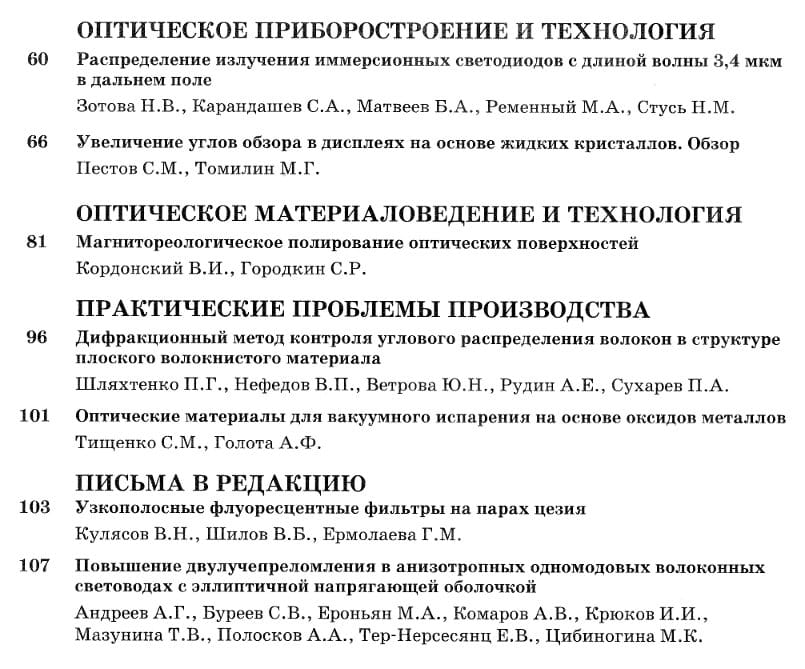 ОПТИЧЕСКОЕ ПРИБОРОСТРОЕНИЕ И ТЕХНОЛОГИЯ
60 Распределение излучения иммерсионных светодиодов с длиной волны 3,4 мкм
в дальнем поле
Зотова Н.В., Карандашев С.А., Матвеев Б.А., Ременный М.А., Стусь Н.М.
66 Увеличение углов обзора в дисплеях на основе жидких кристаллов. Обзор
Пестов С.М., Томилин М.Г.
ОПТИЧЕСКОЕ МАТЕРИАЛОВЕДЕНИЕ И ТЕХНОЛОГИЯ
81 Магнитореологическое полирование оптических поверхностей
Кордонский В.И., Городкин С.Р.
ПРАКТИЧЕСКИЕ ПРОБЛЕМЫ ПРОИЗВОДСТВА
96 Дифракционный метод контроля углового распределения волокон в структуре
плоского волокнистого материала
Шляхтенко П.Г., Нефедов В.П., Ветрова Ю.Н., Рудин А.Е., Сухарев П.А.
101 Оптические материалы для вакуумного испарения на основе оксидов металлов
Тищенко С.М., Голота А.Ф.
ПИСЬМА В РЕДАКЦИЮ
103 Узкополосные флуоресцентные фильтры на парах цезия
Кулясов В.Н., Шилов В.Б., Ермолаева Г.М.
107 Повышение двулучепреломления в анизотропных одномодовых волоконных
световодах с эллиптичной напрягающей оболочкой
Андреев А.Г., Буреев С.В., Ероньян М.А., Комаров А.В., Крюков И.И.,
Мазунина Т.В., Полосков А.А., Тер-Нерсесянц Е.В., Цибиногина М.К.